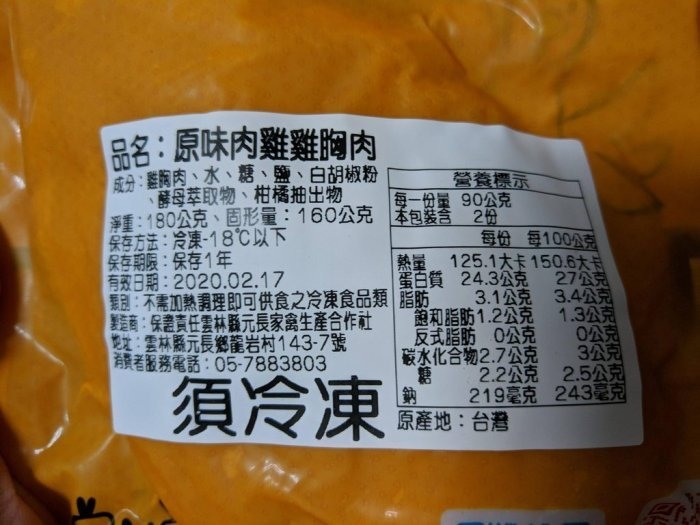 品名：原味肉雞雞胸肉
成分：雞胸肉、水、糖、鹽、白胡椒粉
、酵母萃取物、柑橘抽出物
淨重：180公克、固形量：160公克
保存方法：冷凍-18℃以下
保存期限：保存1年
有效日期：2020.02.17
類別：不需加熱調理即可供食之冷凍食品類
製造商：保證責任雲林縣元長家禽生產合作社
地址：雲林縣元長鄉龍岩村143-7號
消費者服務電話：05-7883803
須冷凍
營養標示
每一份量 90公克
本包裝含 2份
每份 每100公克
熱量 125.1大卡 150.6大卡
蛋白質 24.3公克 27公克
脂肪 3.1公克 3.4公克
飽和脂肪 1.2公克 1.3公克
反式脂肪 0公克 0公克
碳水化合物 2.7公克 3公克
糖 2.2公克 2.5公克
鈉 219毫克 243毫克
原產地：台灣